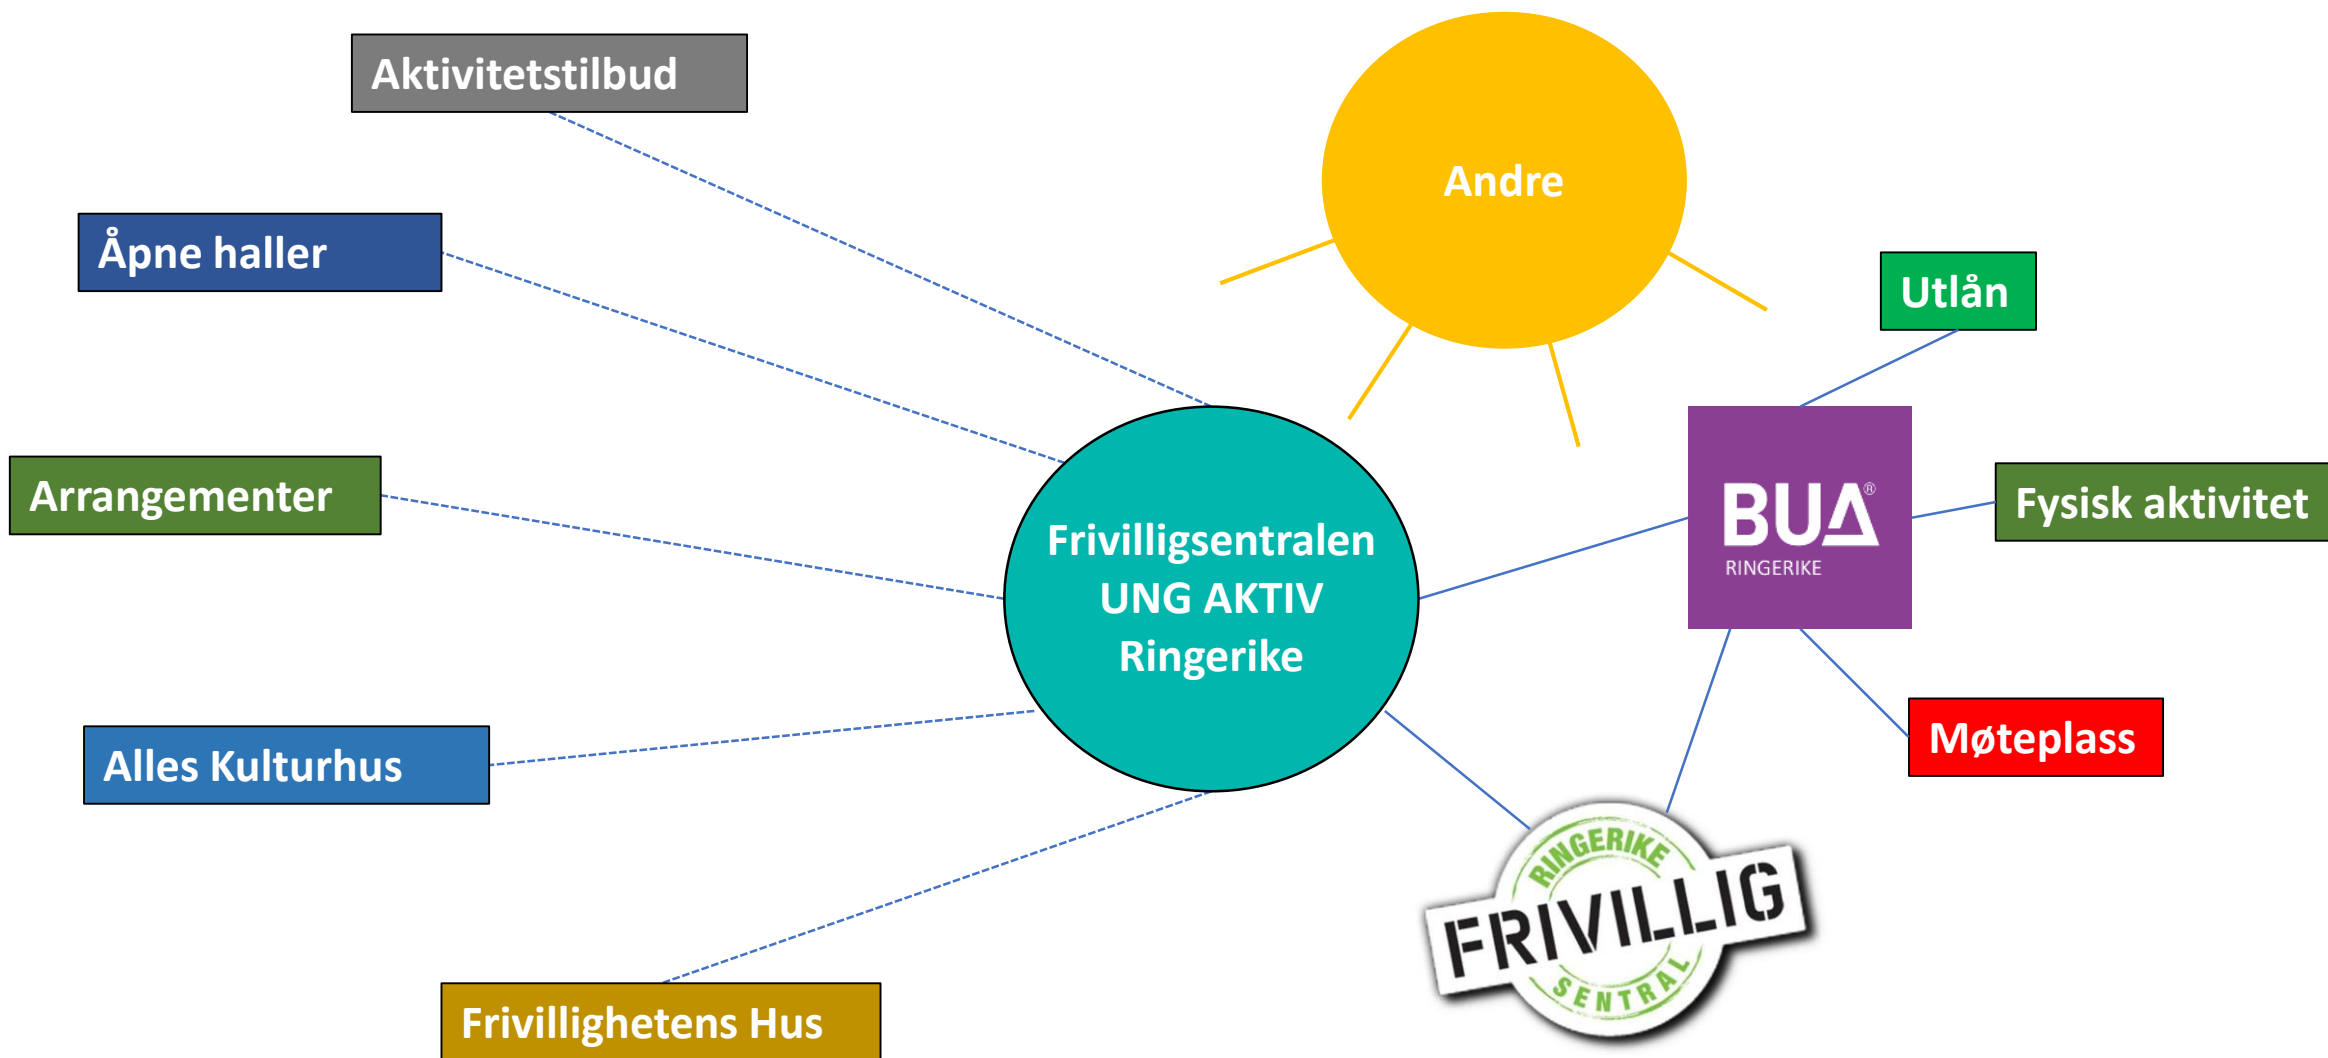 Aktivitetstilbud
Andre
Åpne haller
Utlån
Arrangementer
Frivilligsentralen
UNG AKTIV
Ringerike
BUA®
RINGERIKE
Fysisk aktivitet
Alles Kulturhus
Møteplass
RINGERIKE
FRIVILLIG
SENTRAL
Frivillighetens Hus